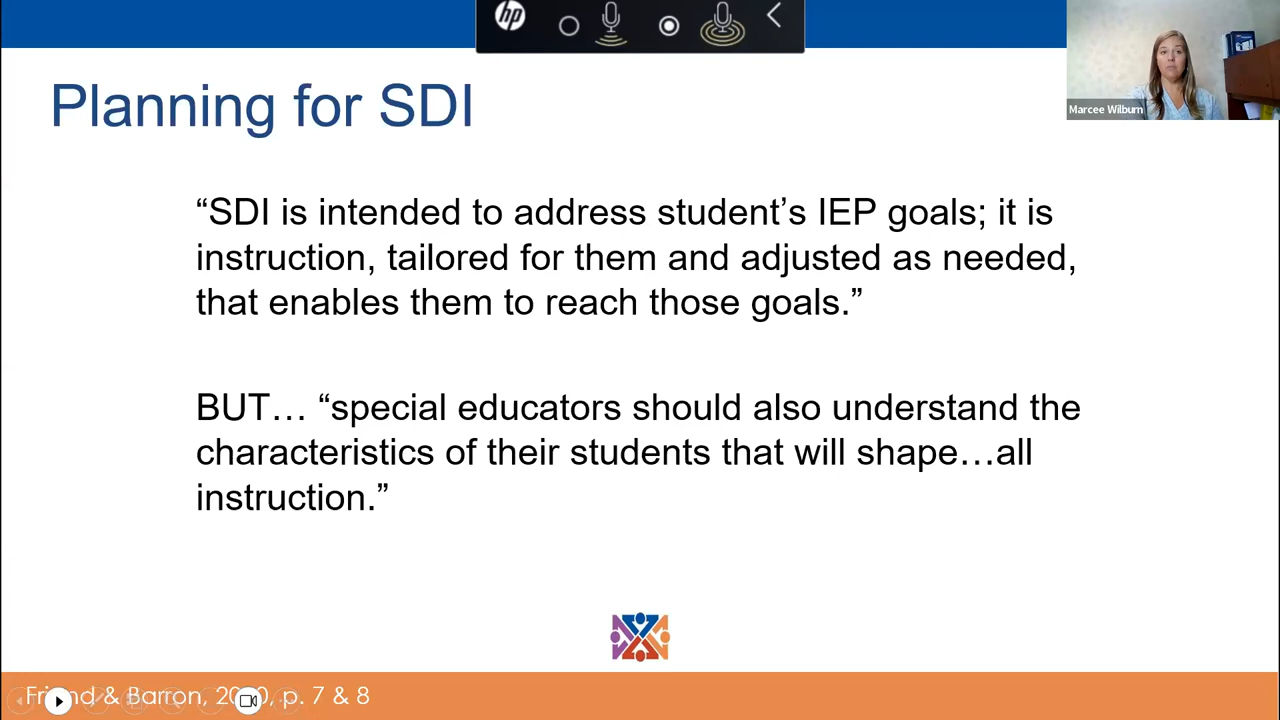 hp
Planning for SDI
Marcee Wilburn
“SDI is intended to address student’s IEP goals; it is
instruction, tailored for them and adjusted as needed,
that enables them to reach those goals.”
BUT… “special educators should also understand the
characteristics of their students that will shape…all
instruction.”
& Barron, p. 7 & 8